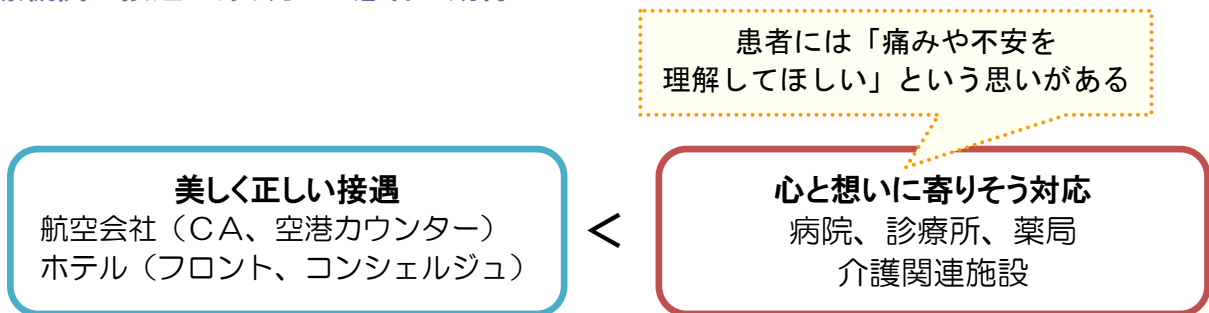 患者には「痛みや不安を
理解してほしい」という思いがある
美しく正しい接遇
航空会社（ＣＡ、空港カウンター）
ホテル（フロント、コンシェルジュ）
＜
心と想いに寄りそう対応
病院、診療所、薬局
介護関連施設